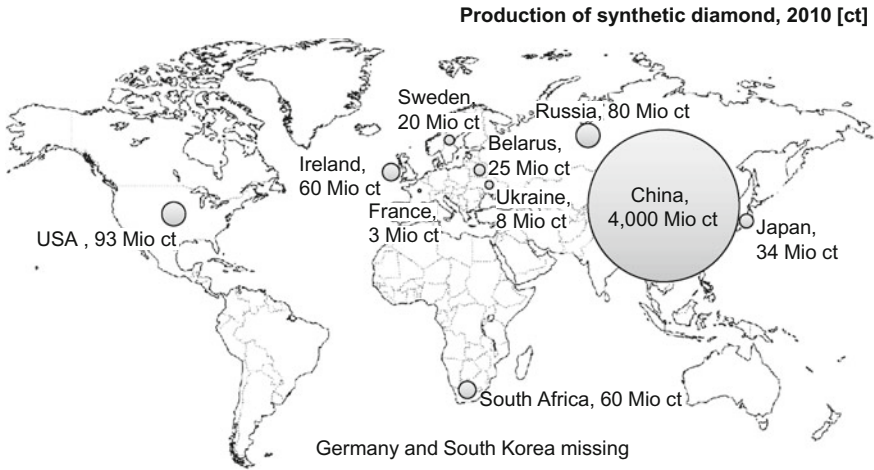 Production of synthetic diamond, 2010 [ct]
Sweden,
20 Mio ct
Russia, 80 Mio ct
Belarus,
25 Mio ct
Ireland,
60 Mio ct
Ukraine,
8 Mio ct
France,
3 Mio ct
China,
4,000 Mio ct
USA , 93 Mio ct
Japan,
34 Mio ct
South Africa, 60 Mio ct
Germany and South Korea missing